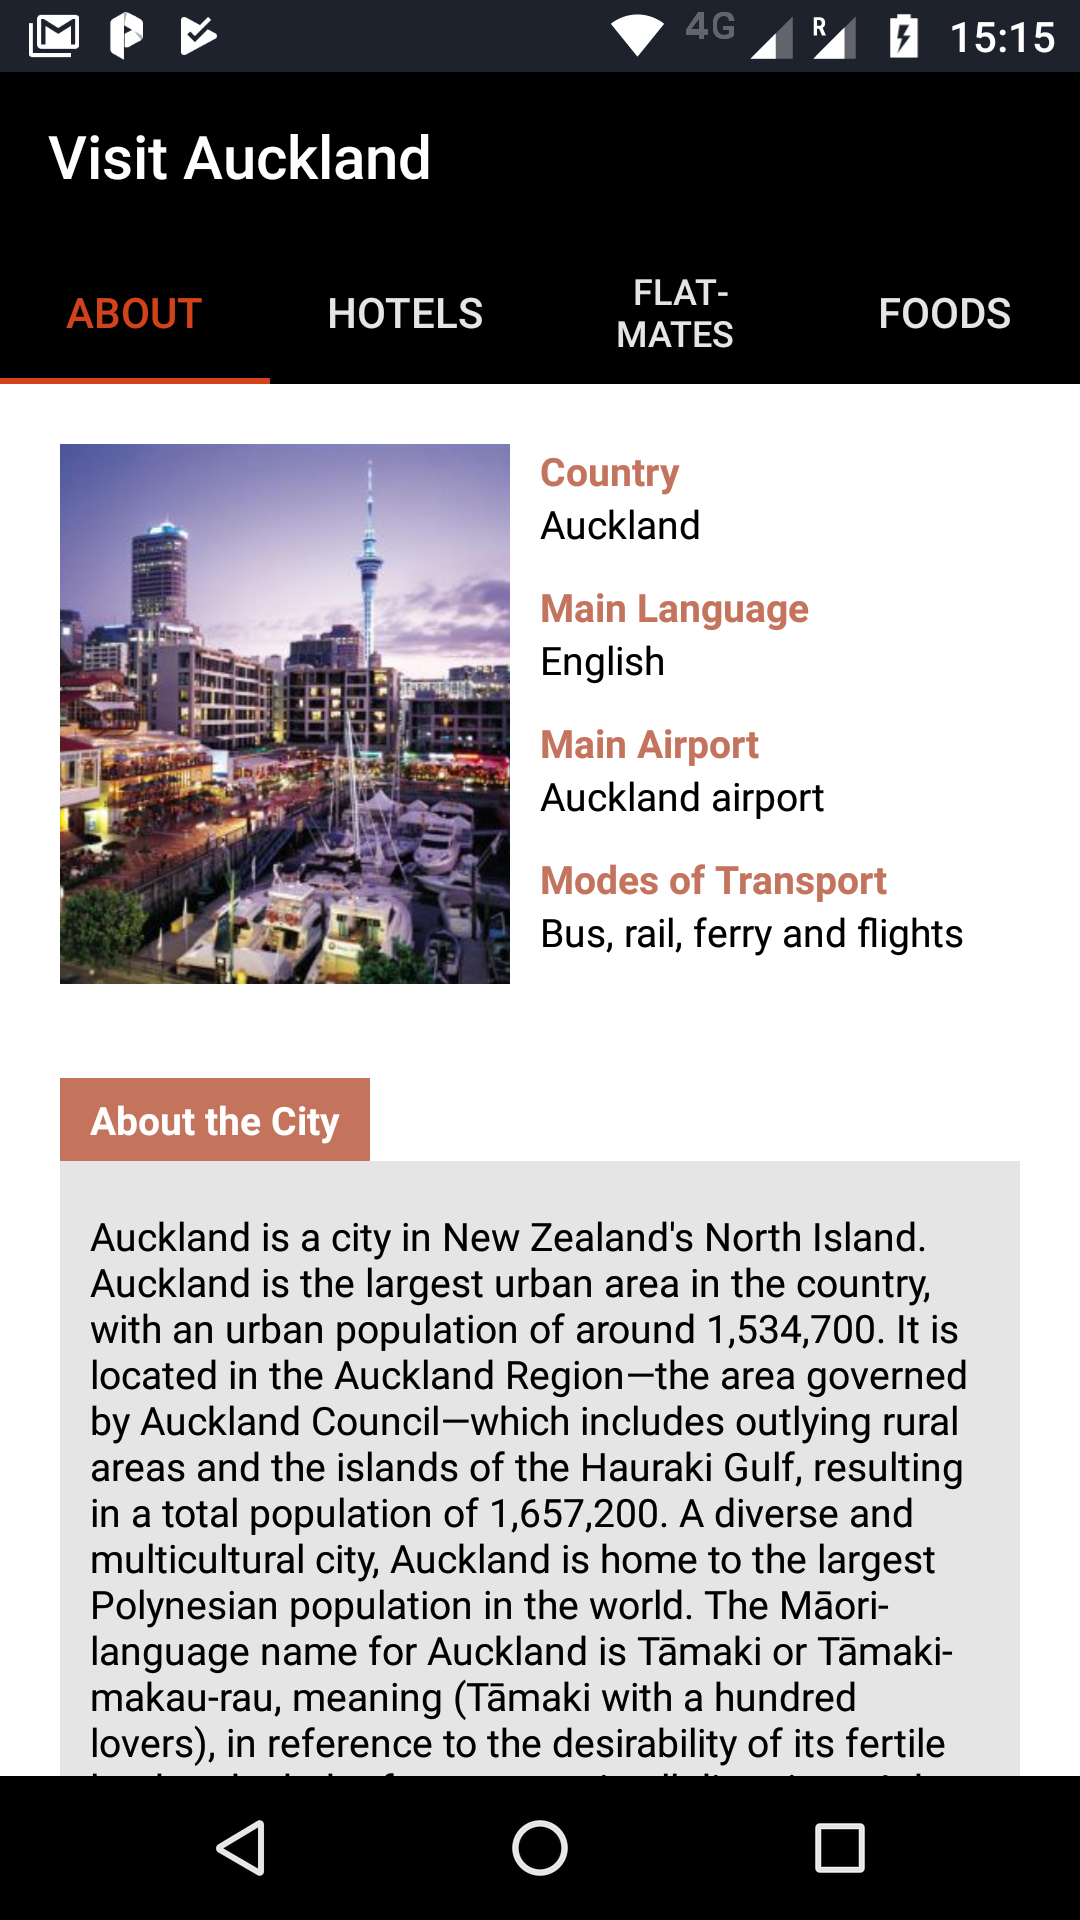 4G
R
15:15
Visit Auckland
ABOUT
HOTELS
FLAT-
MATES
FOODS
Country
Auckland
Main Language
English
Main Airport
Auckland airport
Modes of Transport
Bus, rail, ferry and flights
About the City
Auckland is a city in New Zealand's North Island.
Auckland is the largest urban area in the country,
with an urban population of around 1,534,700. It is
located in the Auckland Region—the area governed
by Auckland Council—which includes outlying rural
areas and the islands of the Hauraki Gulf, resulting
in a total population of 1,657,200. A diverse and
multicultural city, Auckland is home to the largest
Polynesian population in the world. The Māori-
language name for Auckland is Tāmaki or Tāmaki-
makau-rau, meaning (Tāmaki with a hundred
lovers), in reference to the desirability of its fertile